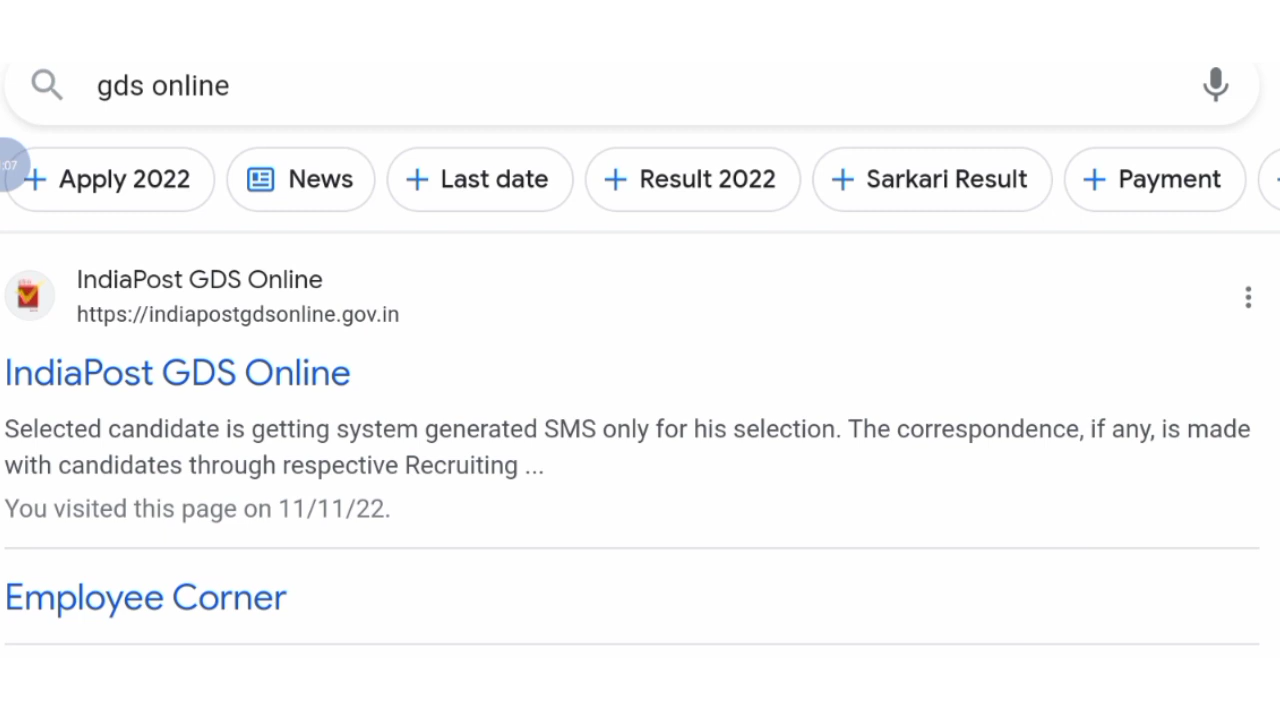 gds online
:07
Apply 2022 News Last date Result 2022 Sarkari Result Payment
IndiaPost GDS Online
https://indiapostgdsonline.gov.in
IndiaPost GDS Online
Selected candidate is getting system generated SMS only for his selection. The correspondence, if any, is made
with candidates through respective Recruiting ...
You visited this page on 11/11/22.
Employee Corner